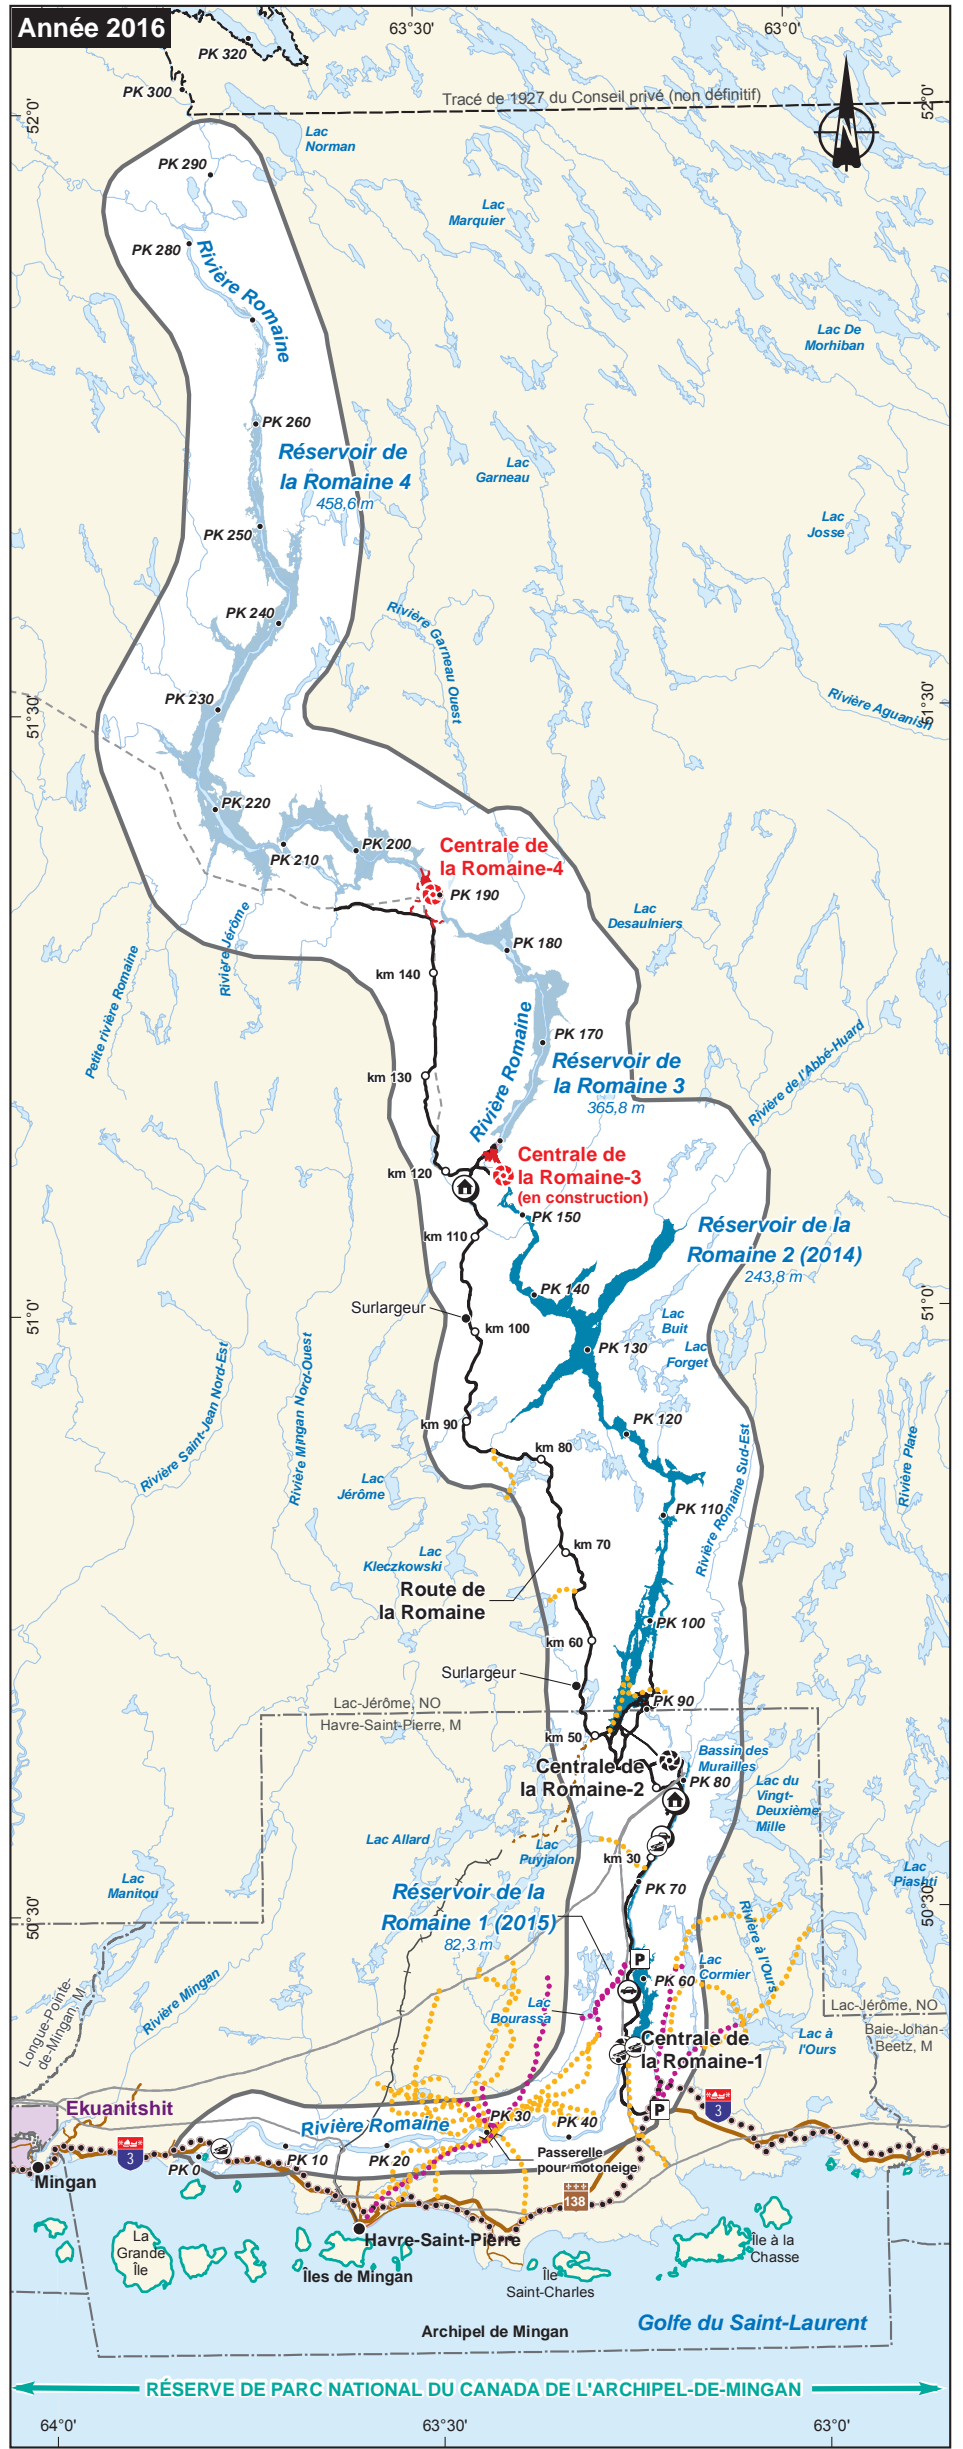 Année 2016
63°30'
63°0'
PK 320
PK 300
Tracé de 1927 du Conseil privé (non définitif)
52°0'
52°0'
N
Lac
Norman
PK 290
Lac
Marquier
PK 280
Rivière Romaine
Lac De
Morhiban
PK 260
Réservoir de
la Romaine 4
458,6 m
Lac
Garneau
PK 250
Lac
Josse
PK 240
Rivière Garneau Ouest
PK 230
51°30'
51°30'
Rivière Aguanish
PK 220
PK 210
PK 200
Centrale de
la Romaine-4
PK 190
Lac
Desaulniers
Rivière Jérôme
PK 180
Petite rivière Romaine
km 140
PK 170
Rivière Romaine
Réservoir de
la Romaine 3
365,8 m
Rivière de l'Abbé-Huard
km 130
Centrale de
la Romaine-3
(en construction)
km 120
PK 150
km 110
Réservoir de la
Romaine 2 (2014)
243,8 m
PK 140
Surlargeur
km 100
51°0'
51°0'
Lac
Buit
PK 130
Lac
Forget
Rivière Saint-Jean Nord-Est
Rivière Mingan Nord-Ouest
km 90
PK 120
km 80
Rivière Romaine Sud-Est
Rivière Plate
Lac
Jérôme
PK 110
km 70
Lac
Kleczkowski
Route de
la Romaine
PK 100
km 60
Surlargeur
Lac-Jérôme, NO
Havre-Saint-Pierre, M
PK 90
km 50
Bassin des
Murailles
Centrale de
la Romaine-2
PK 80
Lac du
Vingt-
Deuxième
Mille
Lac Allard
Lac
Puyjalon
km 30
Lac
Manitou
Lac
Piashti
PK 70
Réservoir de la
Romaine 1 (2015)
82,3 m
50°30'
50°30'
Rivière à l'Ours
P
Lac
Cormier
PK 60
Rivière Mingan
Longue-Pointe-
de-Mingan, M
Lac
Bourassa
Lac-Jérôme, NO
Baie-Johan-
Beetz, M
Lac à
l'Ours
Centrale de
la Romaine-1
Ekuanitshit
P
3
Rivière Romaine
PK 30
PK 40
3
PK 0
PK 10
PK 20
Passerelle
pour motoneige
Mingan
138
Havre-Saint-Pierre
La
Grande
Île
Îles de Mingan
Île
Saint-Charles
Île à la
Chasse
Archipel de Mingan
Golfe du Saint-Laurent
RÉSERVE DE PARC NATIONAL DU CANADA DE L'ARCHIPEL-DE-MINGAN
64°0'
63°30'
63°0'